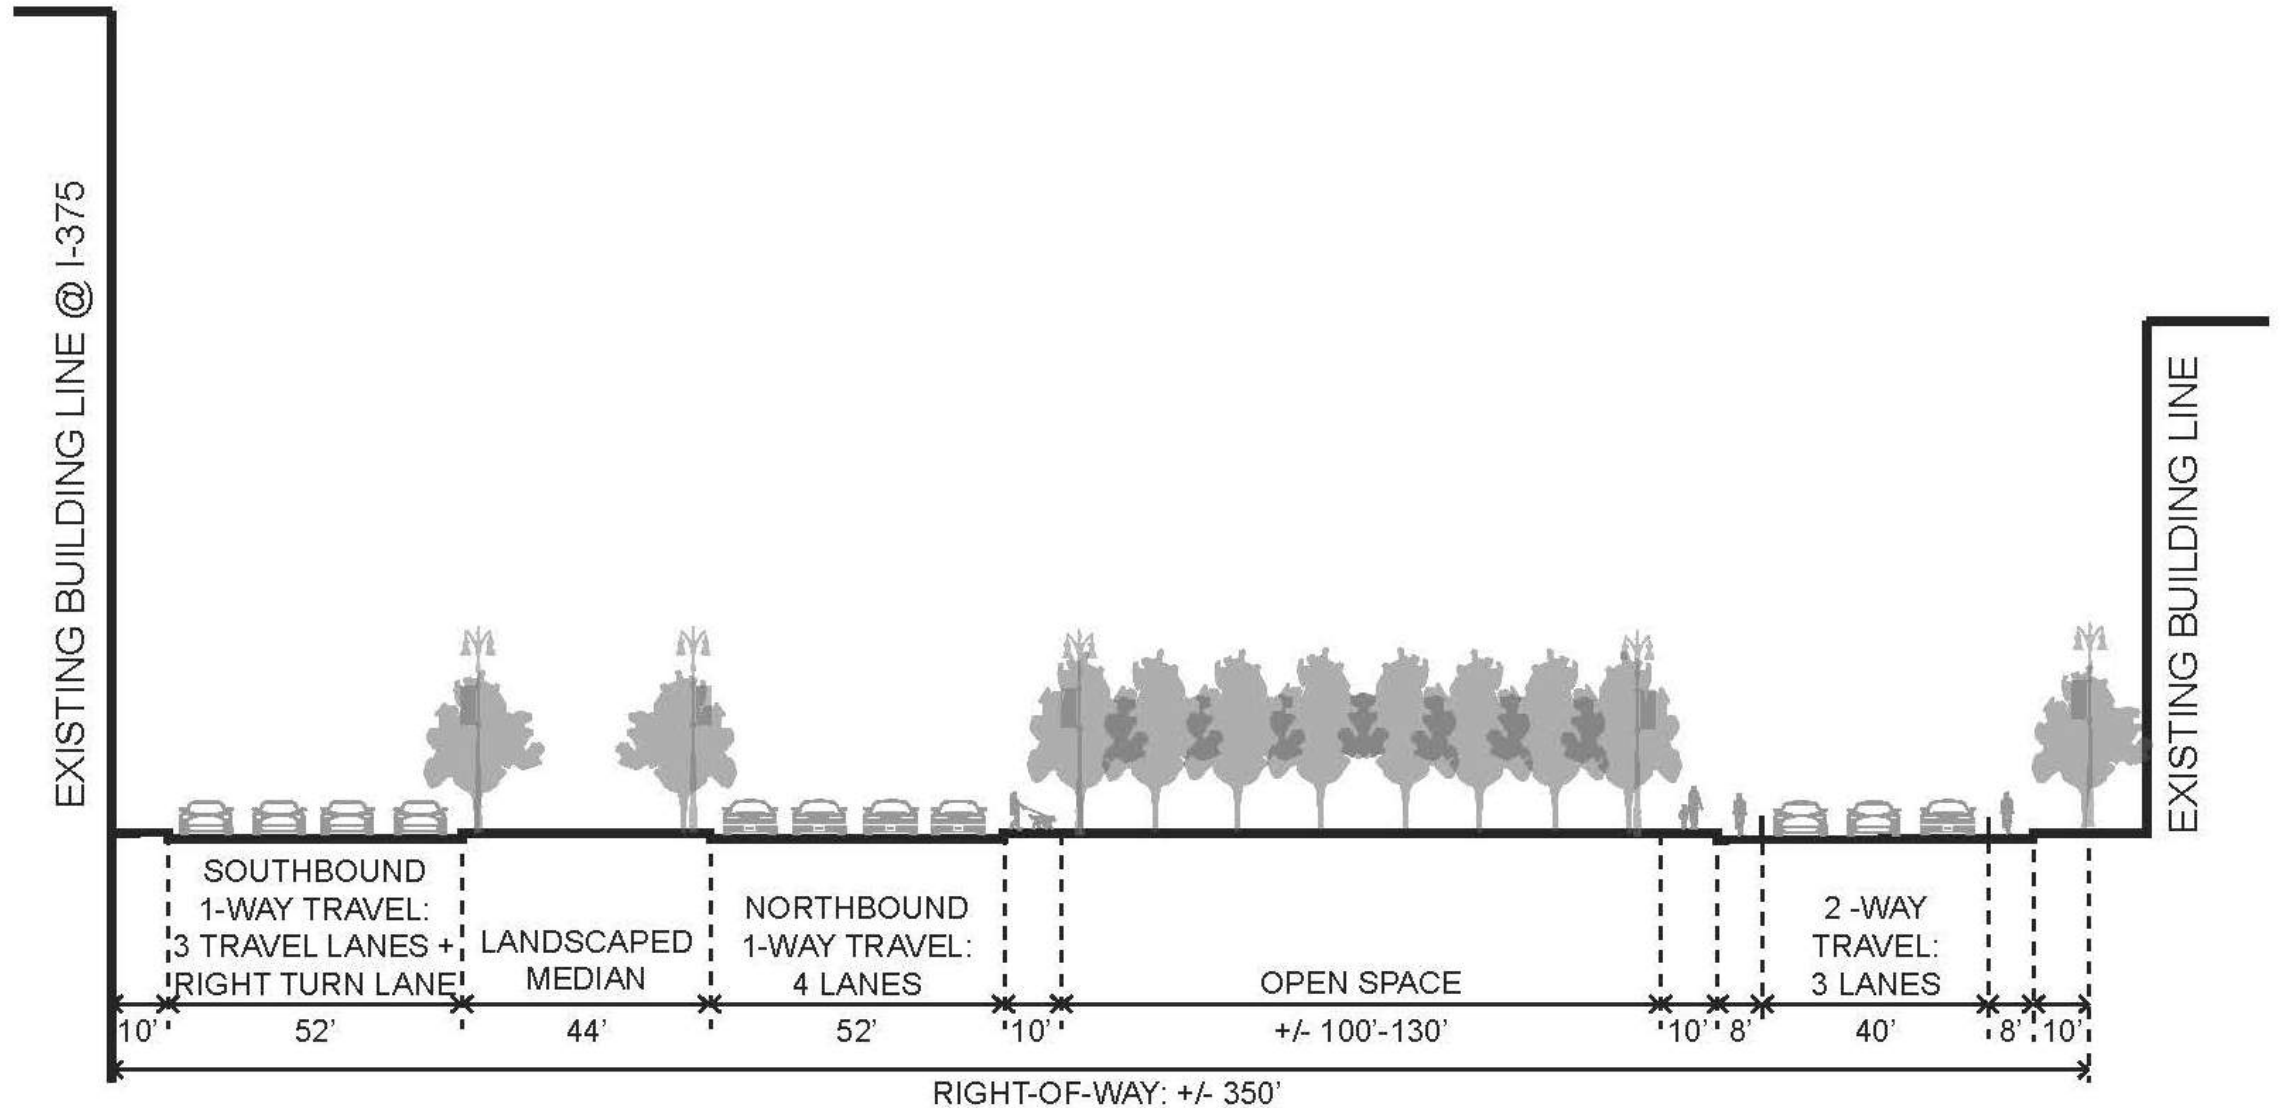 EXISTING BUILDING LINE @ I-375
EXISTING BUILDING LINE
SOUTHBOUND
1-WAY TRAVEL:
3 TRAVEL LANES +
RIGHT TURN LANE
LANDSCAPED
MEDIAN
NORTHBOUND
1-WAY TRAVEL:
4 LANES
OPEN SPACE
2 -WAY
TRAVEL:
3 LANES
10’
52’
44’
52’
10’
+/- 100’-130’
10’
8’
40’
8’
10’
RIGHT-OF-WAY: +/- 350’